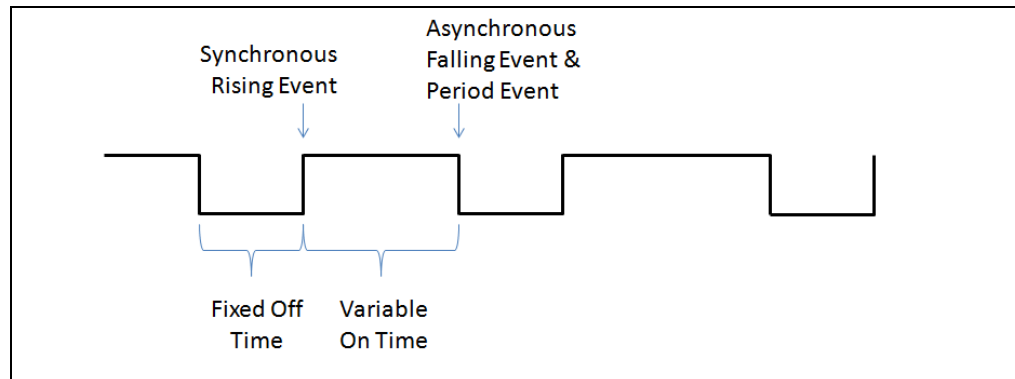 Synchronous
Rising Event
Asynchronous
Falling Event &
Period Event
Fixed Off
Time
Variable
On Time